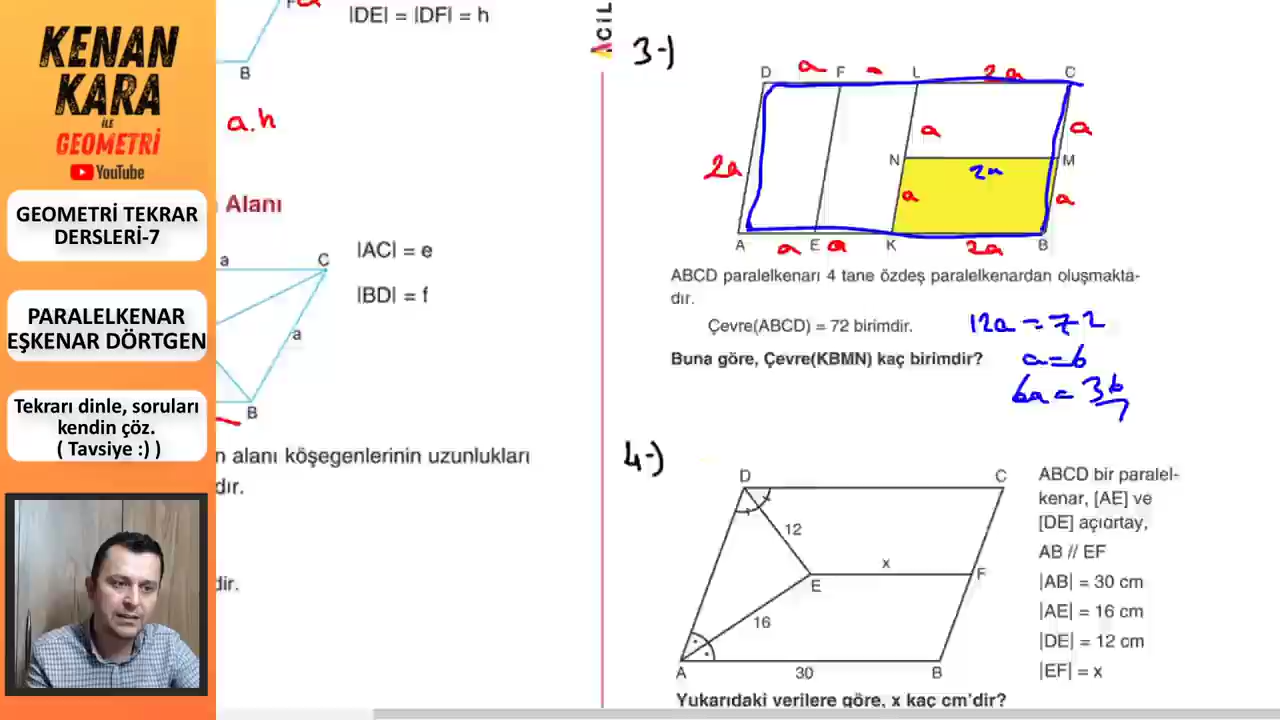 KENAN
KARA
İLE
GEOMETRİ
YouTube
GEOMETRİ TEKRAR
DERSLERİ-7
PARALELKENAR
EŞKENAR DÖRTGEN
Tekrarı dinle, soruları
kendin çöz.
( Tavsiye :) )
a
B
|DE| = |DF| = h
a.h
Alanı
a
C
|AC| = e
|BD| = f
a
B
n alanı köşegenlerinin uzunlukları
dır.
dir.
ACİL
3-)
D a F a L 2a C
2a
a
a
N
M
2a
a
a
A a E a K 2a B
ABCD paralelkenarı 4 tane özdeş paralelkenardan oluşmakta-
dır.
Çevre(ABCD) = 72 birimdir.
12a = 72
Buna göre, Çevre(KBMN) kaç birimdir?
a = 6
6a = 36
4-)
D
C
12
x
E
F
16
A
30
B
ABCD bir paralel-
kenar, [AE] ve
[DE] açıortay,
AB // EF
|AB| = 30 cm
|AE| = 16 cm
|DE| = 12 cm
|EF| = x
Yukarıdaki verilere göre, x kaç cm'dir?